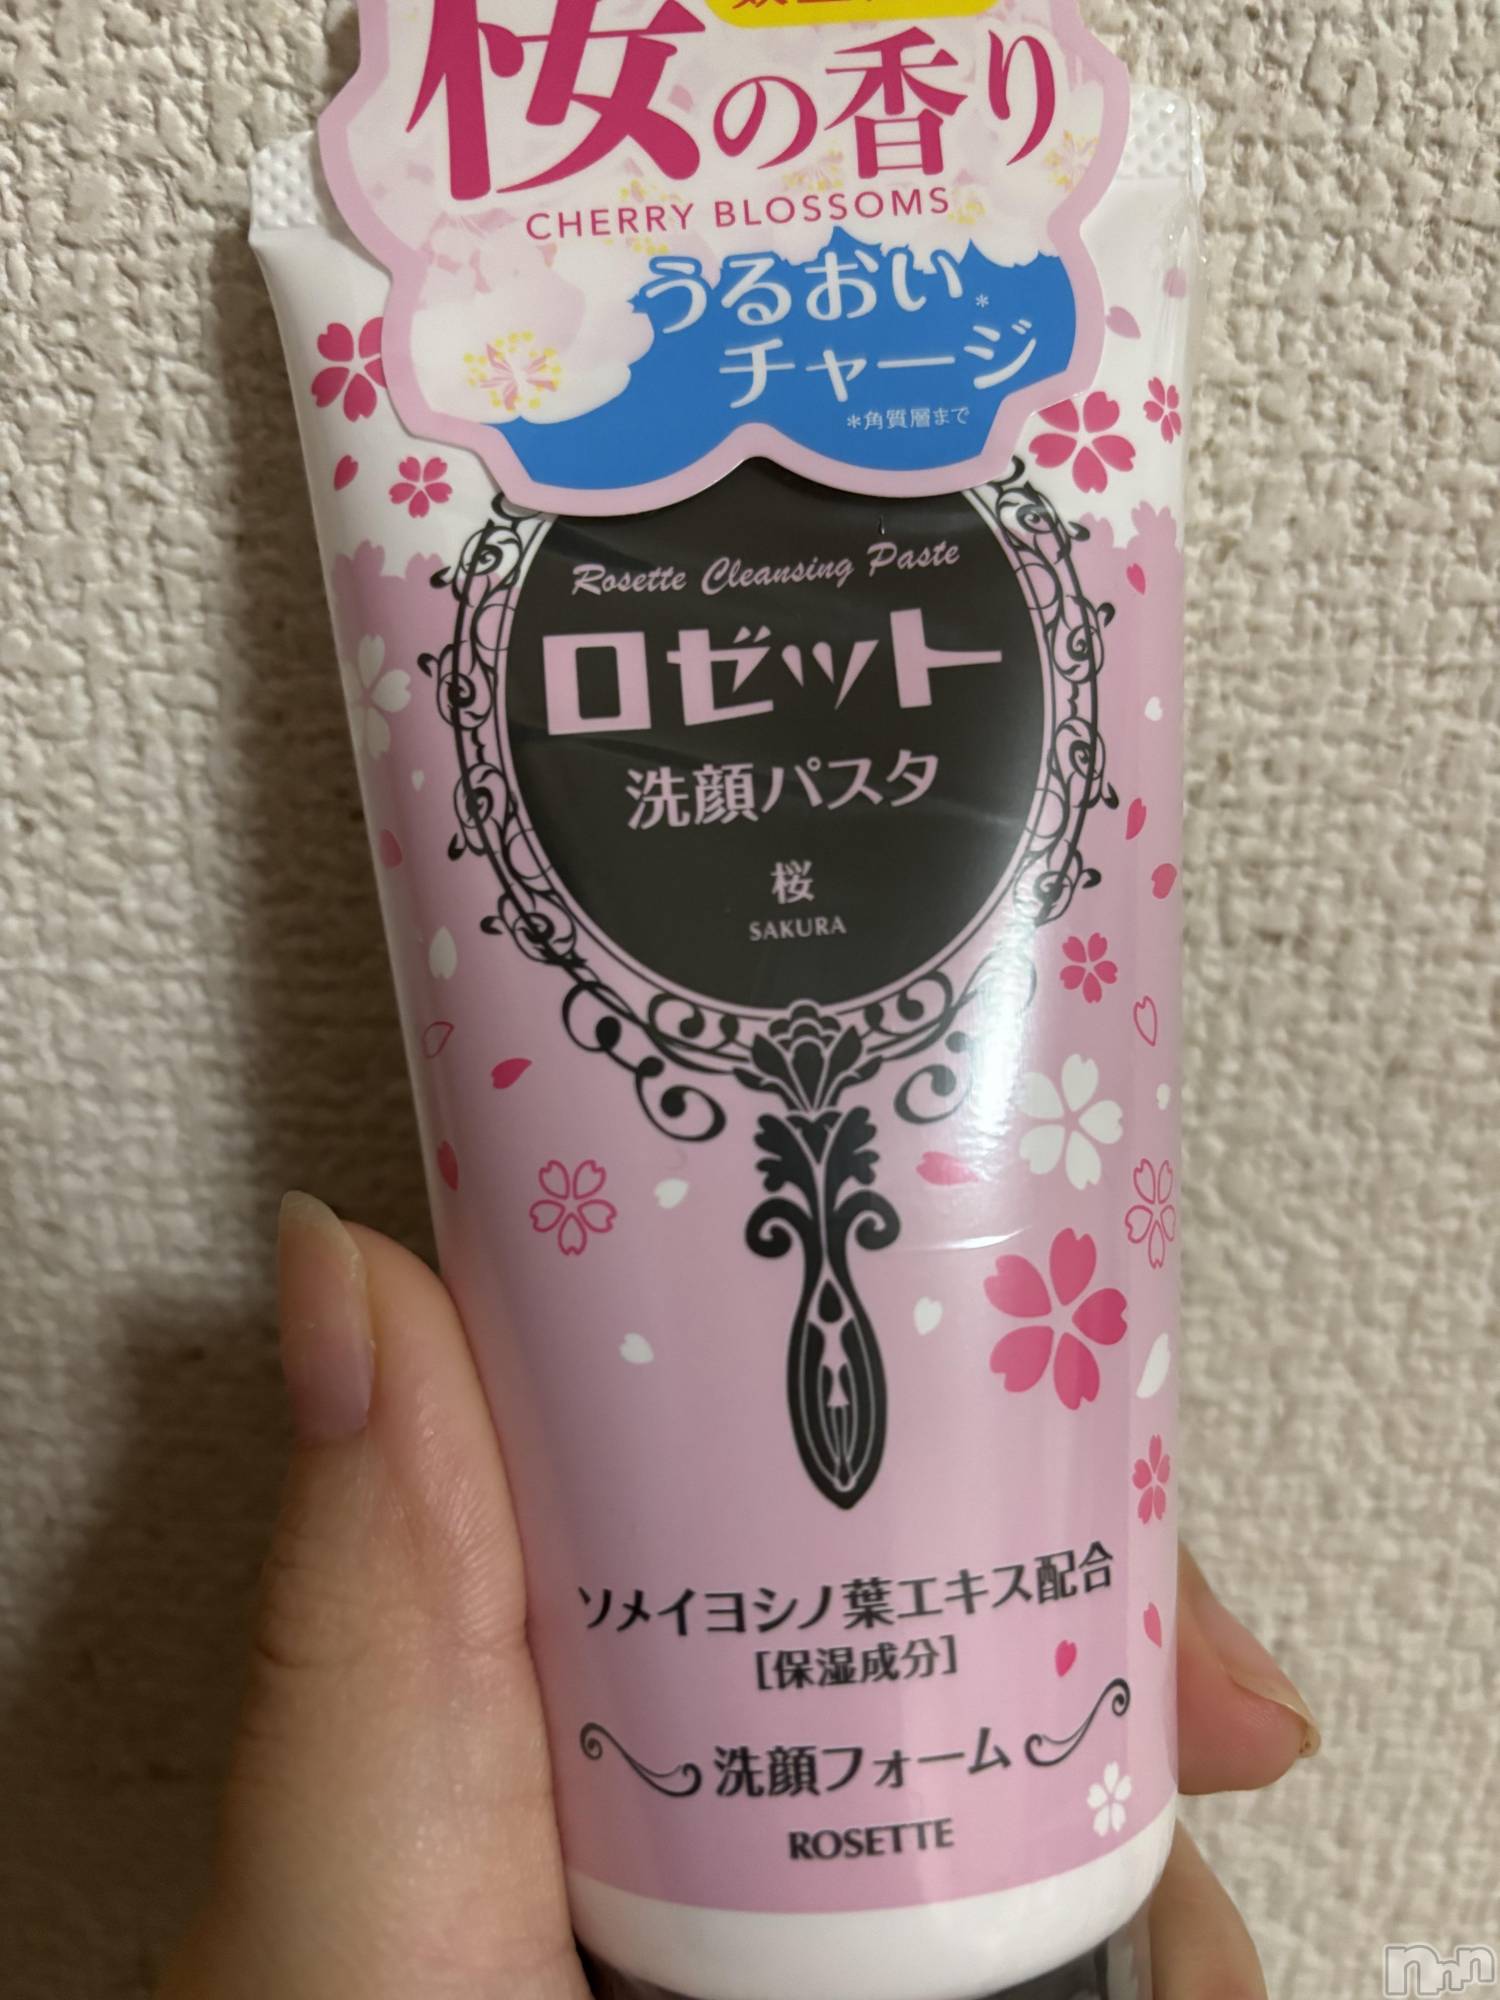 桜の香り
CHERRY BLOSSOMS
うるおい*
チャージ
*角質層まで
Rosette Cleansing Paste
ロゼット
洗顔パスタ
桜
SAKURA
ソメイヨシノ葉エキス配合
[保湿成分]
洗顔フォーム
ROSETTE